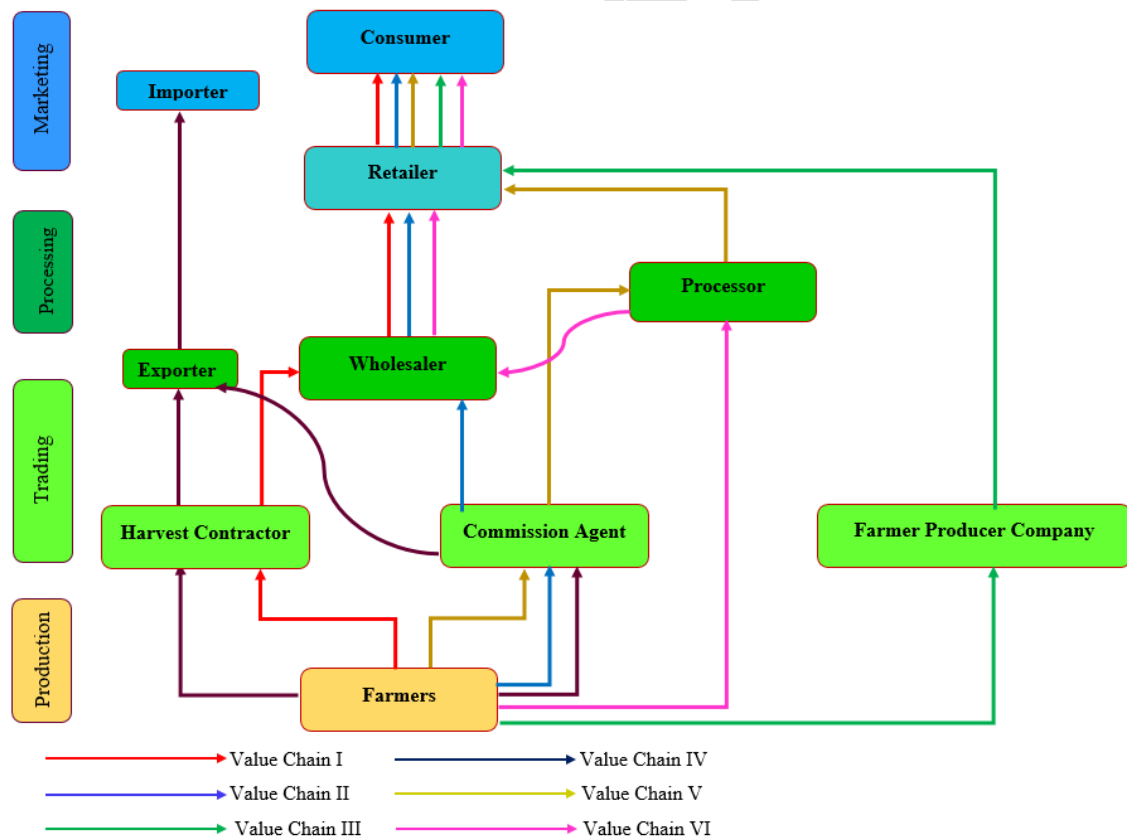 Consumer
Marketing
Importer
Retailer
Processing
Processor
Wholesaler
Exporter
Trading
Harvest Contractor
Commission Agent
Farmer Producer Company
Production
Farmers
Value Chain I
Value Chain IV
Value Chain II
Value Chain V
Value Chain III
Value Chain VI